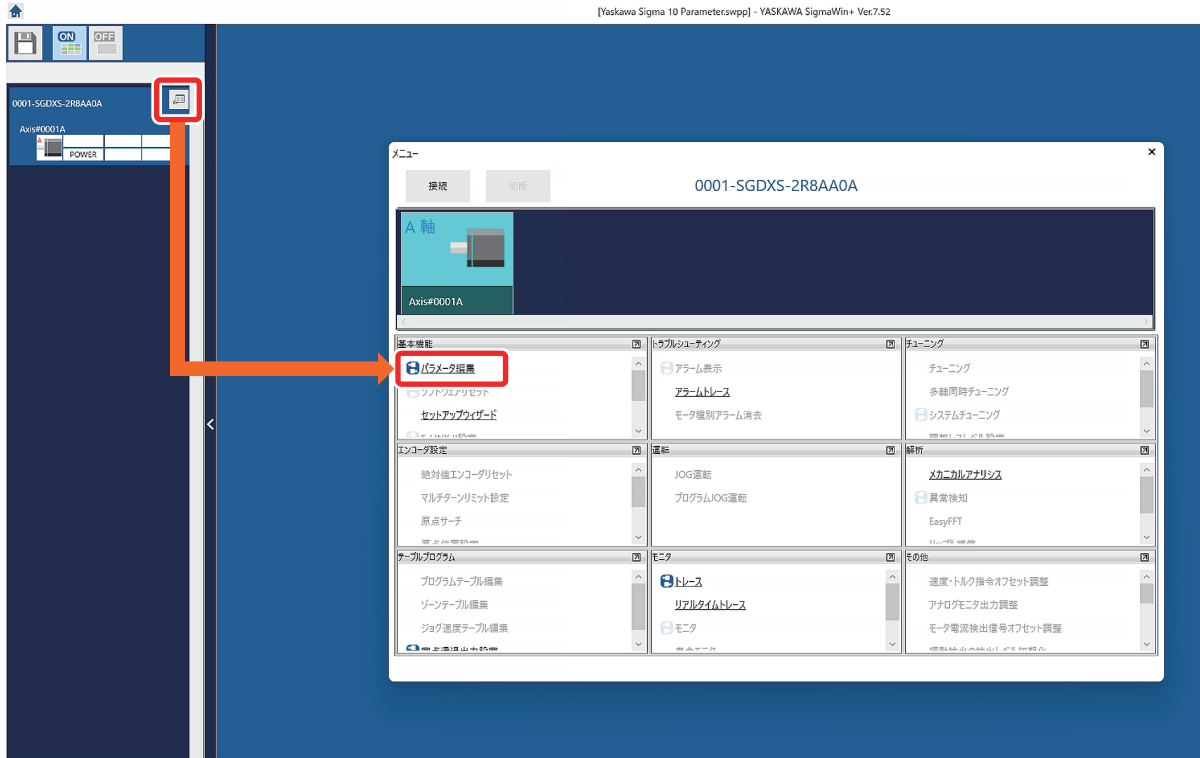 [Yaskawa Sigma 10 Parameter.swpp] - YASKAWA SigmaWin+ Ver.7.52
ON
OFF
0001-SGDXS-2R8AA0A
Axis#0001A
A
POWER
メニュー
接続
切断
0001-SGDXS-2R8AA0A
A 軸
Axis#0001A
基本機能
パラメータ編集
ソフトウェアリセット
セットアップウィザード
トラブルシューティング
アラーム表示
アラームトレース
モータ種別アラーム消去
チューニング
チューニング
多軸同時チューニング
システムチューニング
エンコーダ設定
絶対値エンコーダリセット
マルチターンリミット設定
原点サーチ
原点位置設定
運転
JOG運転
プログラムJOG運転
解析
メカニカルアナリシス
異常検知
EasyFFT
リップル補償
テーブルプログラム
プログラムテーブル編集
ゾーンテーブル編集
ジョグ速度テーブル編集
モニタ
トレース
リアルタイムトレース
モニタ
その他
速度・トルク指令オフセット調整
アナログモニタ出力調整
モータ電流検出信号オフセット調整